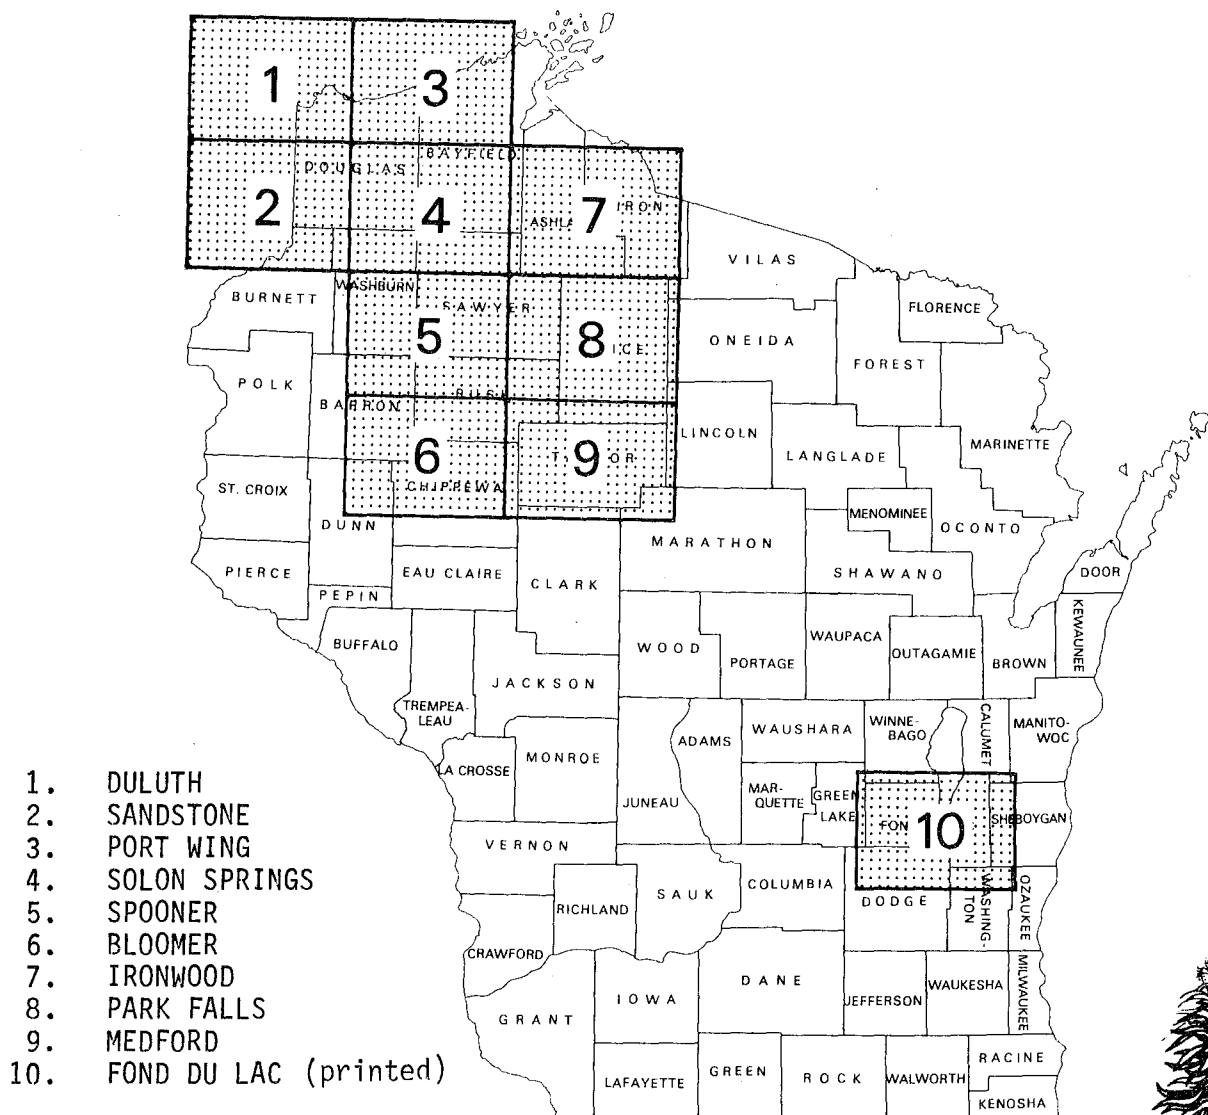 1
3
BAYFIELD
DOUGLAS
2
4
7
IRON
VILAS
BURNETT
WASHBURN
SAWYER
FLORENCE
5
8
ONEIDA
FOREST
POLK
BARRON
LINCOLN
MARINETTE
LANGLADE
6
9
ST. CROIX
CHIPPEWA
MENOMINEE
OCONTO
DUNN
MARATHON
PIERCE
EAU CLAIRE
CLARK
SHAWANO
DOOR
PEPIN
KEWAUNEE
BUFFALO
WOOD
PORTAGE
WAUPACA
OUTAGAMIE
BROWN
JACKSON
TREMPEA-
LEAU
WAUSHARA
WINNE-
BAGO
CALUMET
MANITO-
WOC
ADAMS
MONROE
LA CROSSE
JUNEAU
MAR-
QUETTE
GREEN
LAKE
10
SHEBOYGAN
VERNON
RICHLAND
SAUK
COLUMBIA
DODGE
WASHING-
TON
OZAUKEE
CRAWFORD
DANE
IOWA
GRANT
JEFFERSON
WAUKESHA
MILWAUKEE
LAFAYETTE
GREEN
ROCK
WALWORTH
RACINE
KENOSHA
1. DULUTH
2. SANDSTONE
3. PORT WING
4. SOLON SPRINGS
5. SPOONER
6. BLOOMER
7. IRONWOOD
8. PARK FALLS
9. MEDFORD
10. FOND DU LAC (printed)